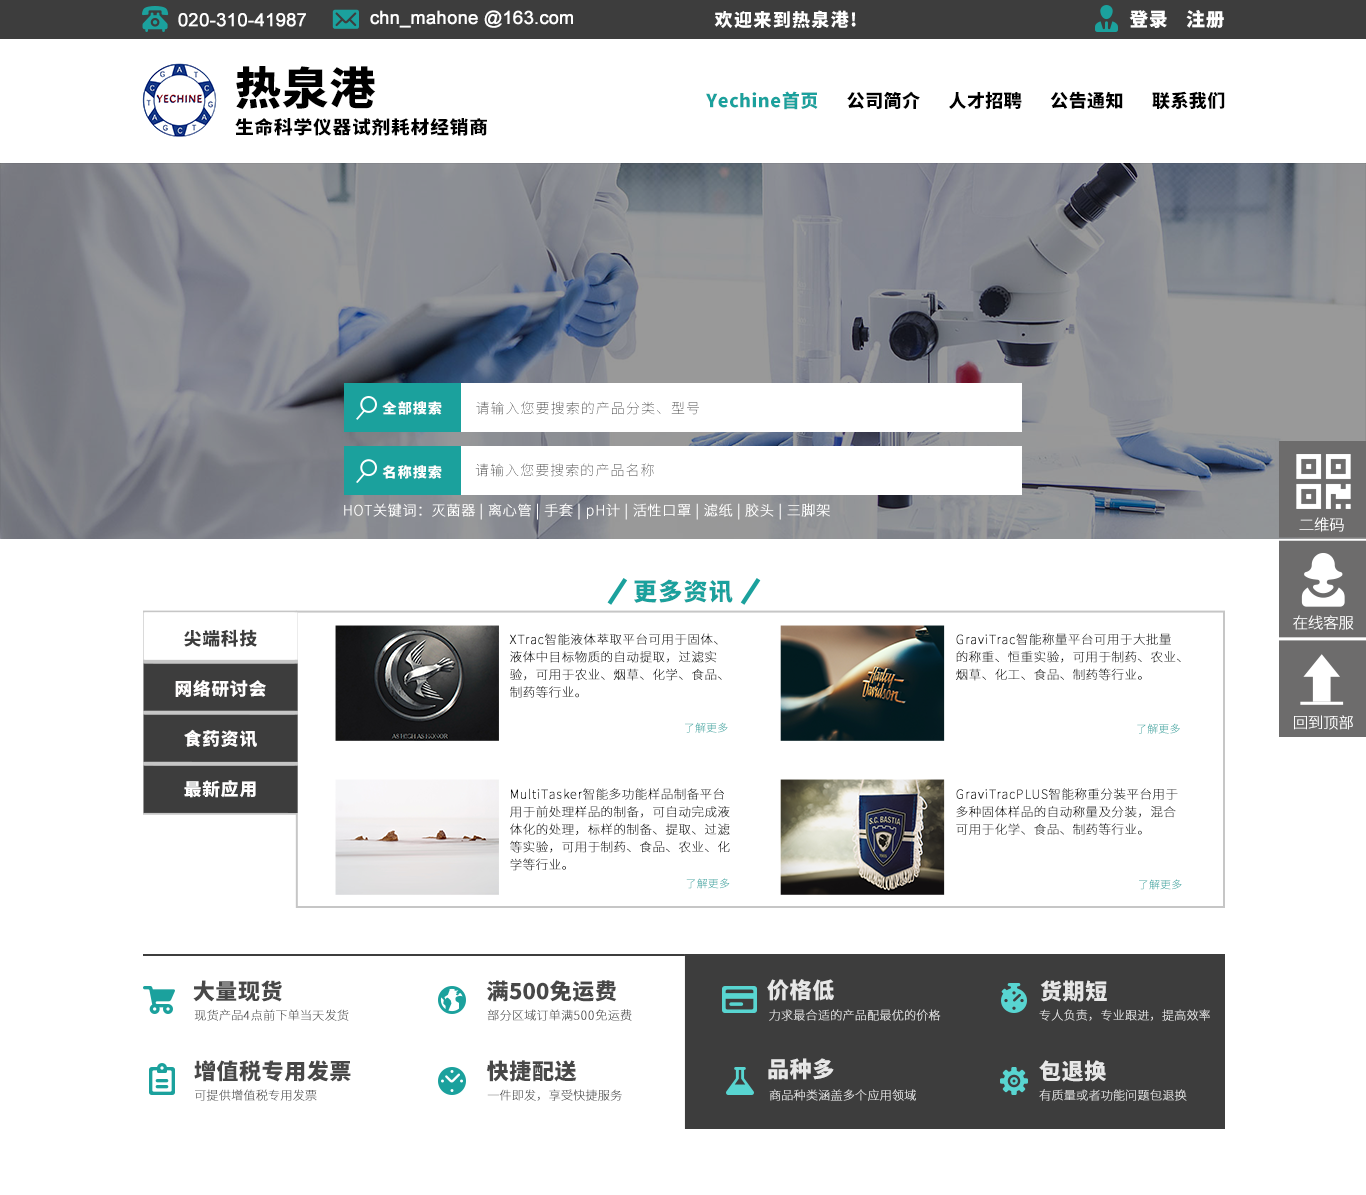 020-310-41987
chn_mahone @163.com
欢迎来到热泉港!
登录 注册
GATC
YECHINE
热泉港
生命科学仪器试剂耗材经销商
Yechine首页 公司简介 人才招聘 公告通知 联系我们
全部搜索
请输入您要搜索的产品分类、型号
名称搜索
请输入您要搜索的产品名称
HOT关键词：灭菌器 | 离心管 | 手套 | pH计 | 活性口罩 | 滤纸 | 胶头 | 三脚架
二维码
在线客服
回到顶部
更多资讯
尖端科技
网络研讨会
食药资讯
最新应用
AS HIGH AS HONOR
XTrac智能液体萃取平台可用于固体、
液体中目标物质的自动提取，过滤实
验，可用于农业、烟草、化学、食品、
制药等行业。
了解更多
Harley-Davidson
GraviTrac智能称量平台可用于大批量
的称重、恒重实验，可用于制药、农业、
烟草、化工、食品、制药等行业。
了解更多
MultiTasker智能多功能样品制备平台
用于前处理样品的制备，可自动完成液
体化的处理，标样的制备、提取、过滤
等实验，可用于制药、食品、农业、化
学等行业。
了解更多
S.C. BASTIA
GraviTracPLUS智能称重分装平台用于
多种固体样品的自动称量及分装，混合
可用于化学、食品、制药等行业。
了解更多
大量现货
现货产品4点前下单当天发货
满500免运费
部分区域订单满500免运费
价格低
力求最合适的产品配最优的价格
货期短
专人负责，专业跟进，提高效率
增值税专用发票
可提供增值税专用发票
快捷配送
一件即发，享受快捷服务
品种多
商品种类涵盖多个应用领域
包退换
有质量或者功能问题包退换